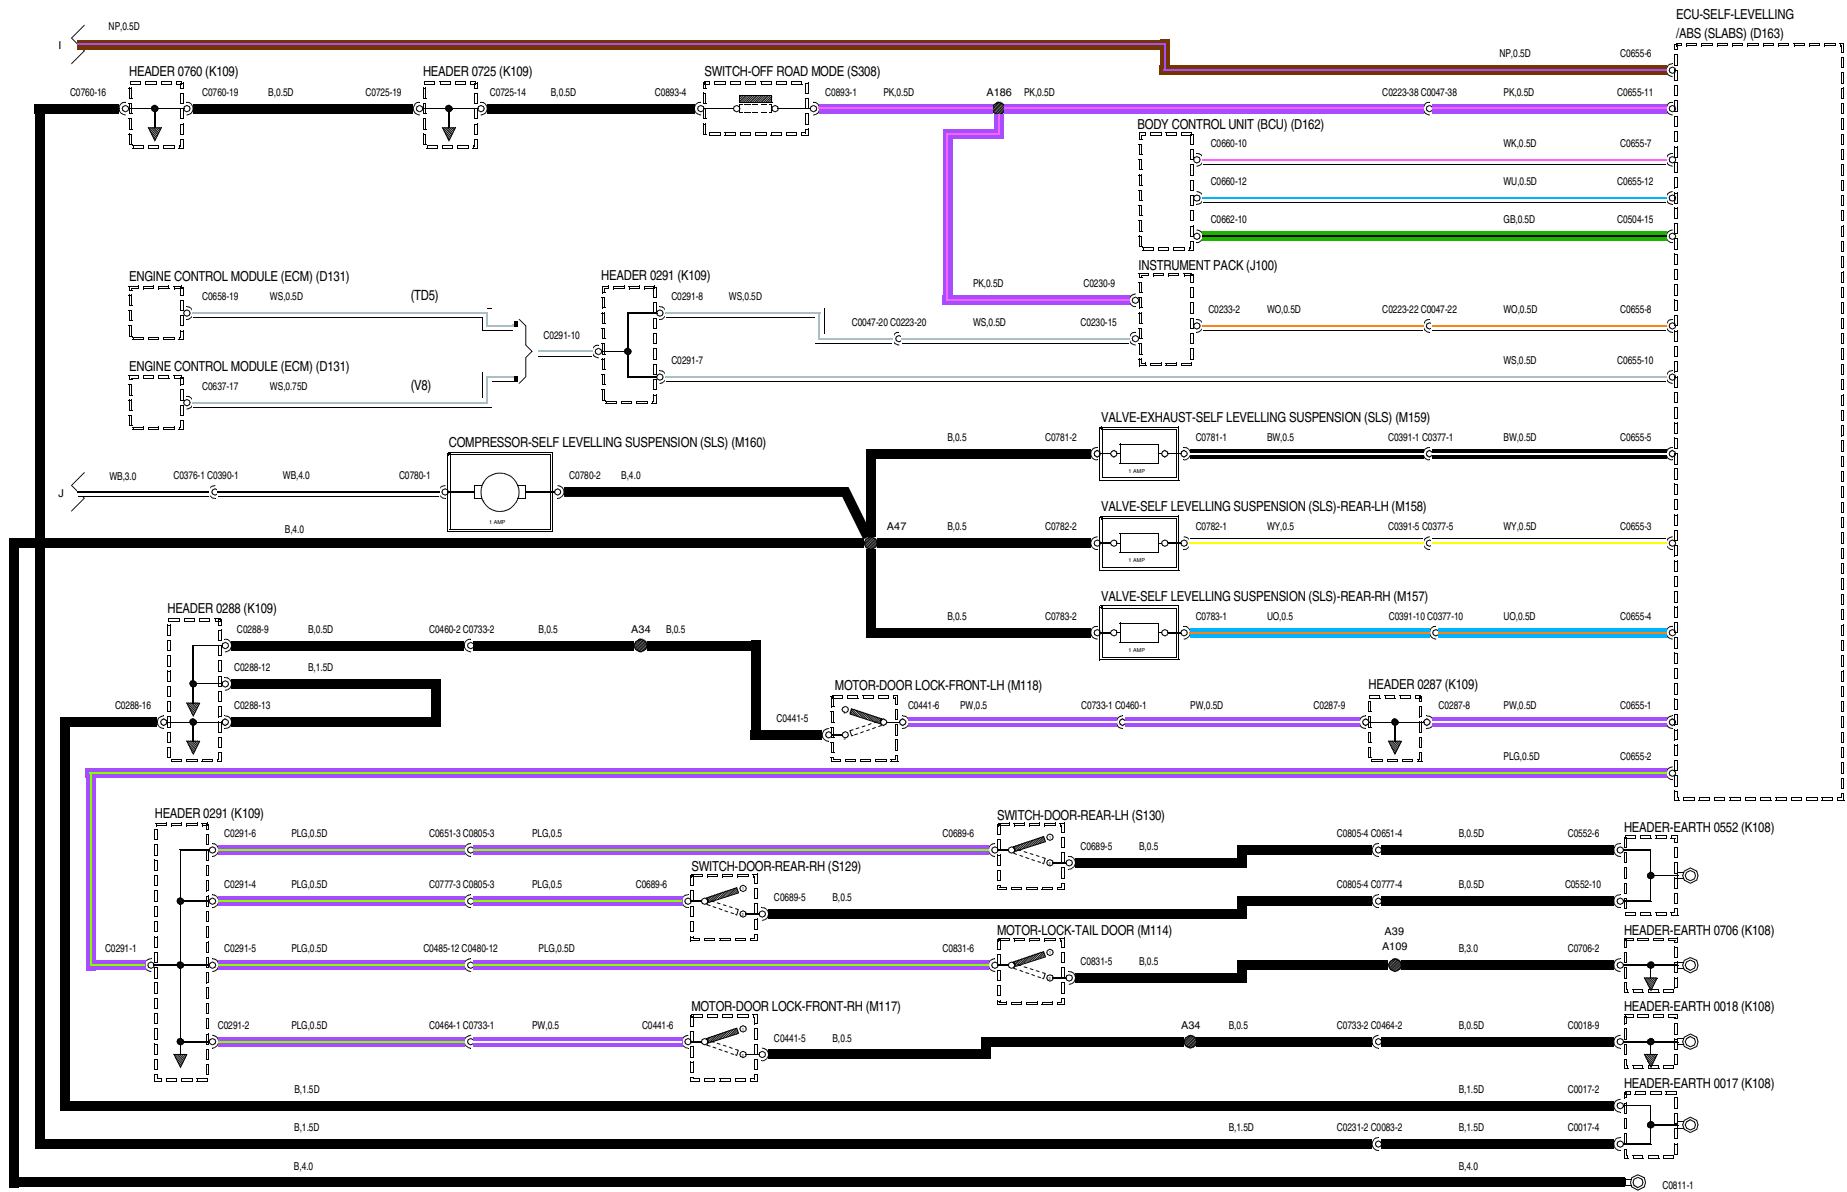 NP,0.5D
ECU-SELF-LEVELLING
/ABS (SLABS) (D163)
I
NP,0.5D C0655-6
HEADER 0760 (K109) HEADER 0725 (K109) SWITCH-OFF ROAD MODE (S308)
C0760-16 C0760-19 B,0.5D C0725-19 C0725-14 B,0.5D C0893-4 C0893-1 PK,0.5D A186 PK,0.5D C0223-38 C0047-38 PK,0.5D C0655-11
BODY CONTROL UNIT (BCU) (D162)
C0660-10 WK,0.5D C0655-7
C0660-12 WU,0.5D C0655-12
C0662-10 GB,0.5D C0504-15
ENGINE CONTROL MODULE (ECM) (D131) HEADER 0291 (K109) INSTRUMENT PACK (J100)
PK,0.5D C0230-9
C0658-19 WS,0.5D (TD5) C0291-8 WS,0.5D
C0233-2 WO,0.5D C0223-22 C0047-22 WO,0.5D C0655-8
C0291-10 C0047-20 C0223-20 WS,0.5D C0230-15
ENGINE CONTROL MODULE (ECM) (D131) C0291-7 WS,0.5D C0655-10
C0637-17 WS,0.75D (V8)
VALVE-EXHAUST-SELF LEVELLING SUSPENSION (SLS) (M159)
COMPRESSOR-SELF LEVELLING SUSPENSION (SLS) (M160)
B,0.5 C0781-2 C0781-1 BW,0.5 C0391-1 C0377-1 BW,0.5D C0655-5
1 AMP
J
WB,3.0 C0376-1 C0390-1 WB,4.0 C0780-1 C0780-2 B,4.0
1 AMP
VALVE-SELF LEVELLING SUSPENSION (SLS)-REAR-LH (M158)
B,4.0 A47 B,0.5 C0782-2 C0782-1 WY,0.5 C0391-5 C0377-5 WY,0.5D C0655-3
1 AMP
VALVE-SELF LEVELLING SUSPENSION (SLS)-REAR-RH (M157)
B,0.5 C0783-2 C0783-1 UO,0.5 C0391-10 C0377-10 UO,0.5D C0655-4
1 AMP
HEADER 0288 (K109)
C0288-9 B,0.5D C0460-2 C0733-2 B,0.5 A34 B,0.5
C0288-12 B,1.5D
MOTOR-DOOR LOCK-FRONT-LH (M118) HEADER 0287 (K109)
C0288-16 C0288-13 C0441-5 C0441-6 PW,0.5 C0733-1 C0460-1 PW,0.5D C0287-9 C0287-8 PW,0.5D C0655-1
PLG,0.5D C0655-2
HEADER 0291 (K109) SWITCH-DOOR-REAR-LH (S130) HEADER-EARTH 0552 (K108)
C0291-6 PLG,0.5D C0651-3 C0805-3 PLG,0.5 C0689-6 C0689-5 B,0.5 C0805-4 C0651-4 B,0.5D C0552-6
SWITCH-DOOR-REAR-RH (S129)
C0291-4 PLG,0.5D C0777-3 C0805-3 PLG,0.5 C0689-6 C0689-5 B,0.5 C0805-4 C0777-4 B,0.5D C0552-10
MOTOR-LOCK-TAIL DOOR (M114) A39 HEADER-EARTH 0706 (K108)
C0291-1 C0291-5 PLG,0.5D C0485-12 C0480-12 PLG,0.5D C0831-6 C0831-5 B,0.5 A109 B,3.0 C0706-2
MOTOR-DOOR LOCK-FRONT-RH (M117) HEADER-EARTH 0018 (K108)
C0291-2 PLG,0.5D C0464-1 C0733-1 PW,0.5 C0441-6 C0441-5 B,0.5 A34 B,0.5 C0733-2 C0464-2 B,0.5D C0018-9
HEADER-EARTH 0017 (K108)
B,1.5D B,1.5D C0017-2
B,1.5D B,1.5D C0231-2 C0083-2 B,1.5D C0017-4
B,4.0 B,4.0
C0811-1